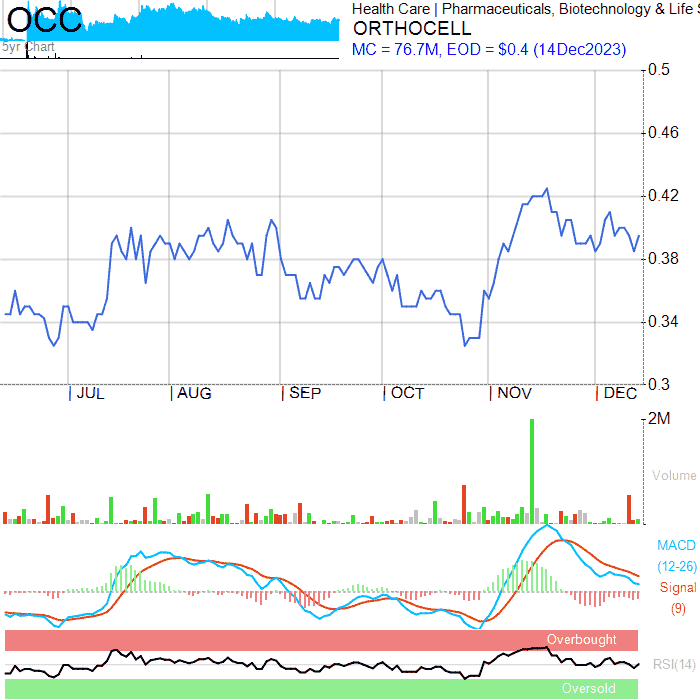 OCC
5yr Chart
Health Care | Pharmaceuticals, Biotechnology & Life S
ORTHOCELL
MC = 76.7M, EOD = $0.4 (14Dec2023)
0.5
0.46
0.42
0.38
0.34
0.3
JUL AUG SEP OCT NOV DEC
2M
Volume
MACD
(12-26)
Signal
(9)
Overbought
RSI(14)
Oversold